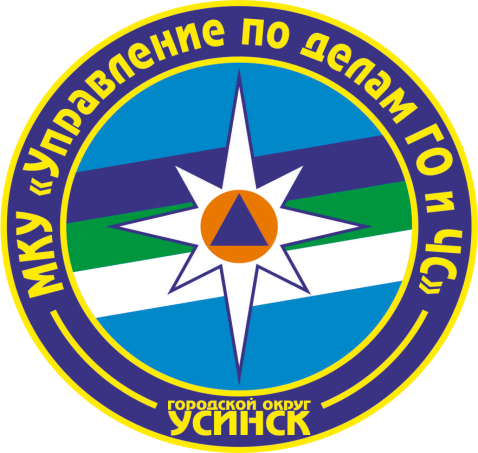 МКУ «Управление по делам ГО и ЧС»
ГОРОДСКОЙ ОКРУГ
УСИНСК